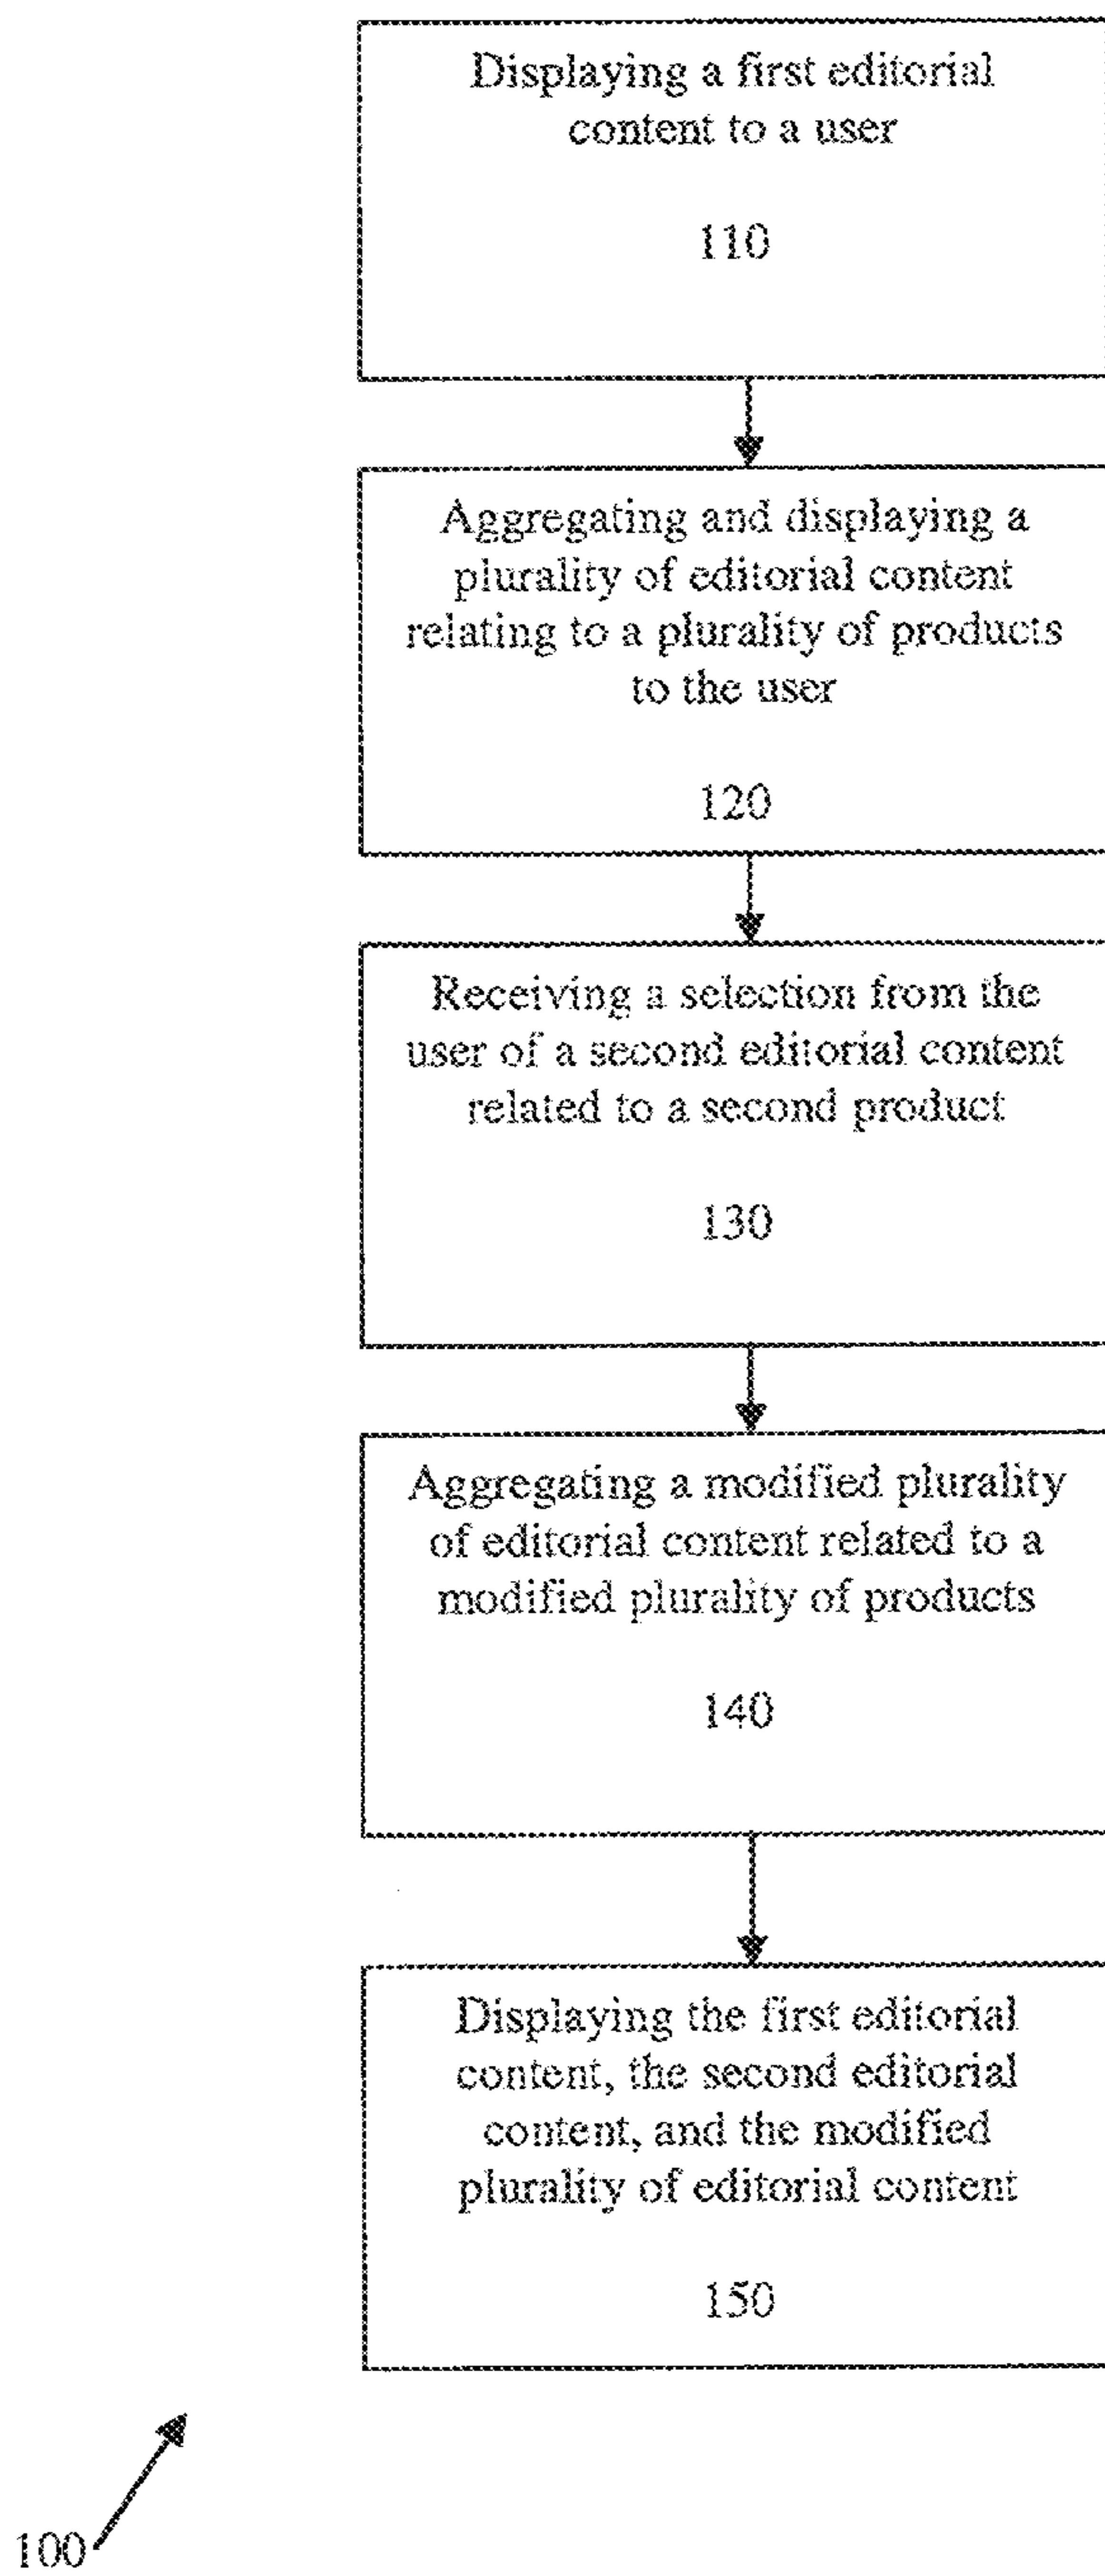 Displaying a first editorial
content to a user
110
Aggregating and displaying a
plurality of editorial content
relating to a plurality of products
to the user
120
Receiving a selection from the
user of a second editorial content
related to a second product
130
Aggregating a modified plurality
of editorial content related to a
modified plurality of products
140
Displaying the first editorial
content, the second editorial
content, and the modified
plurality of editorial content
150
100